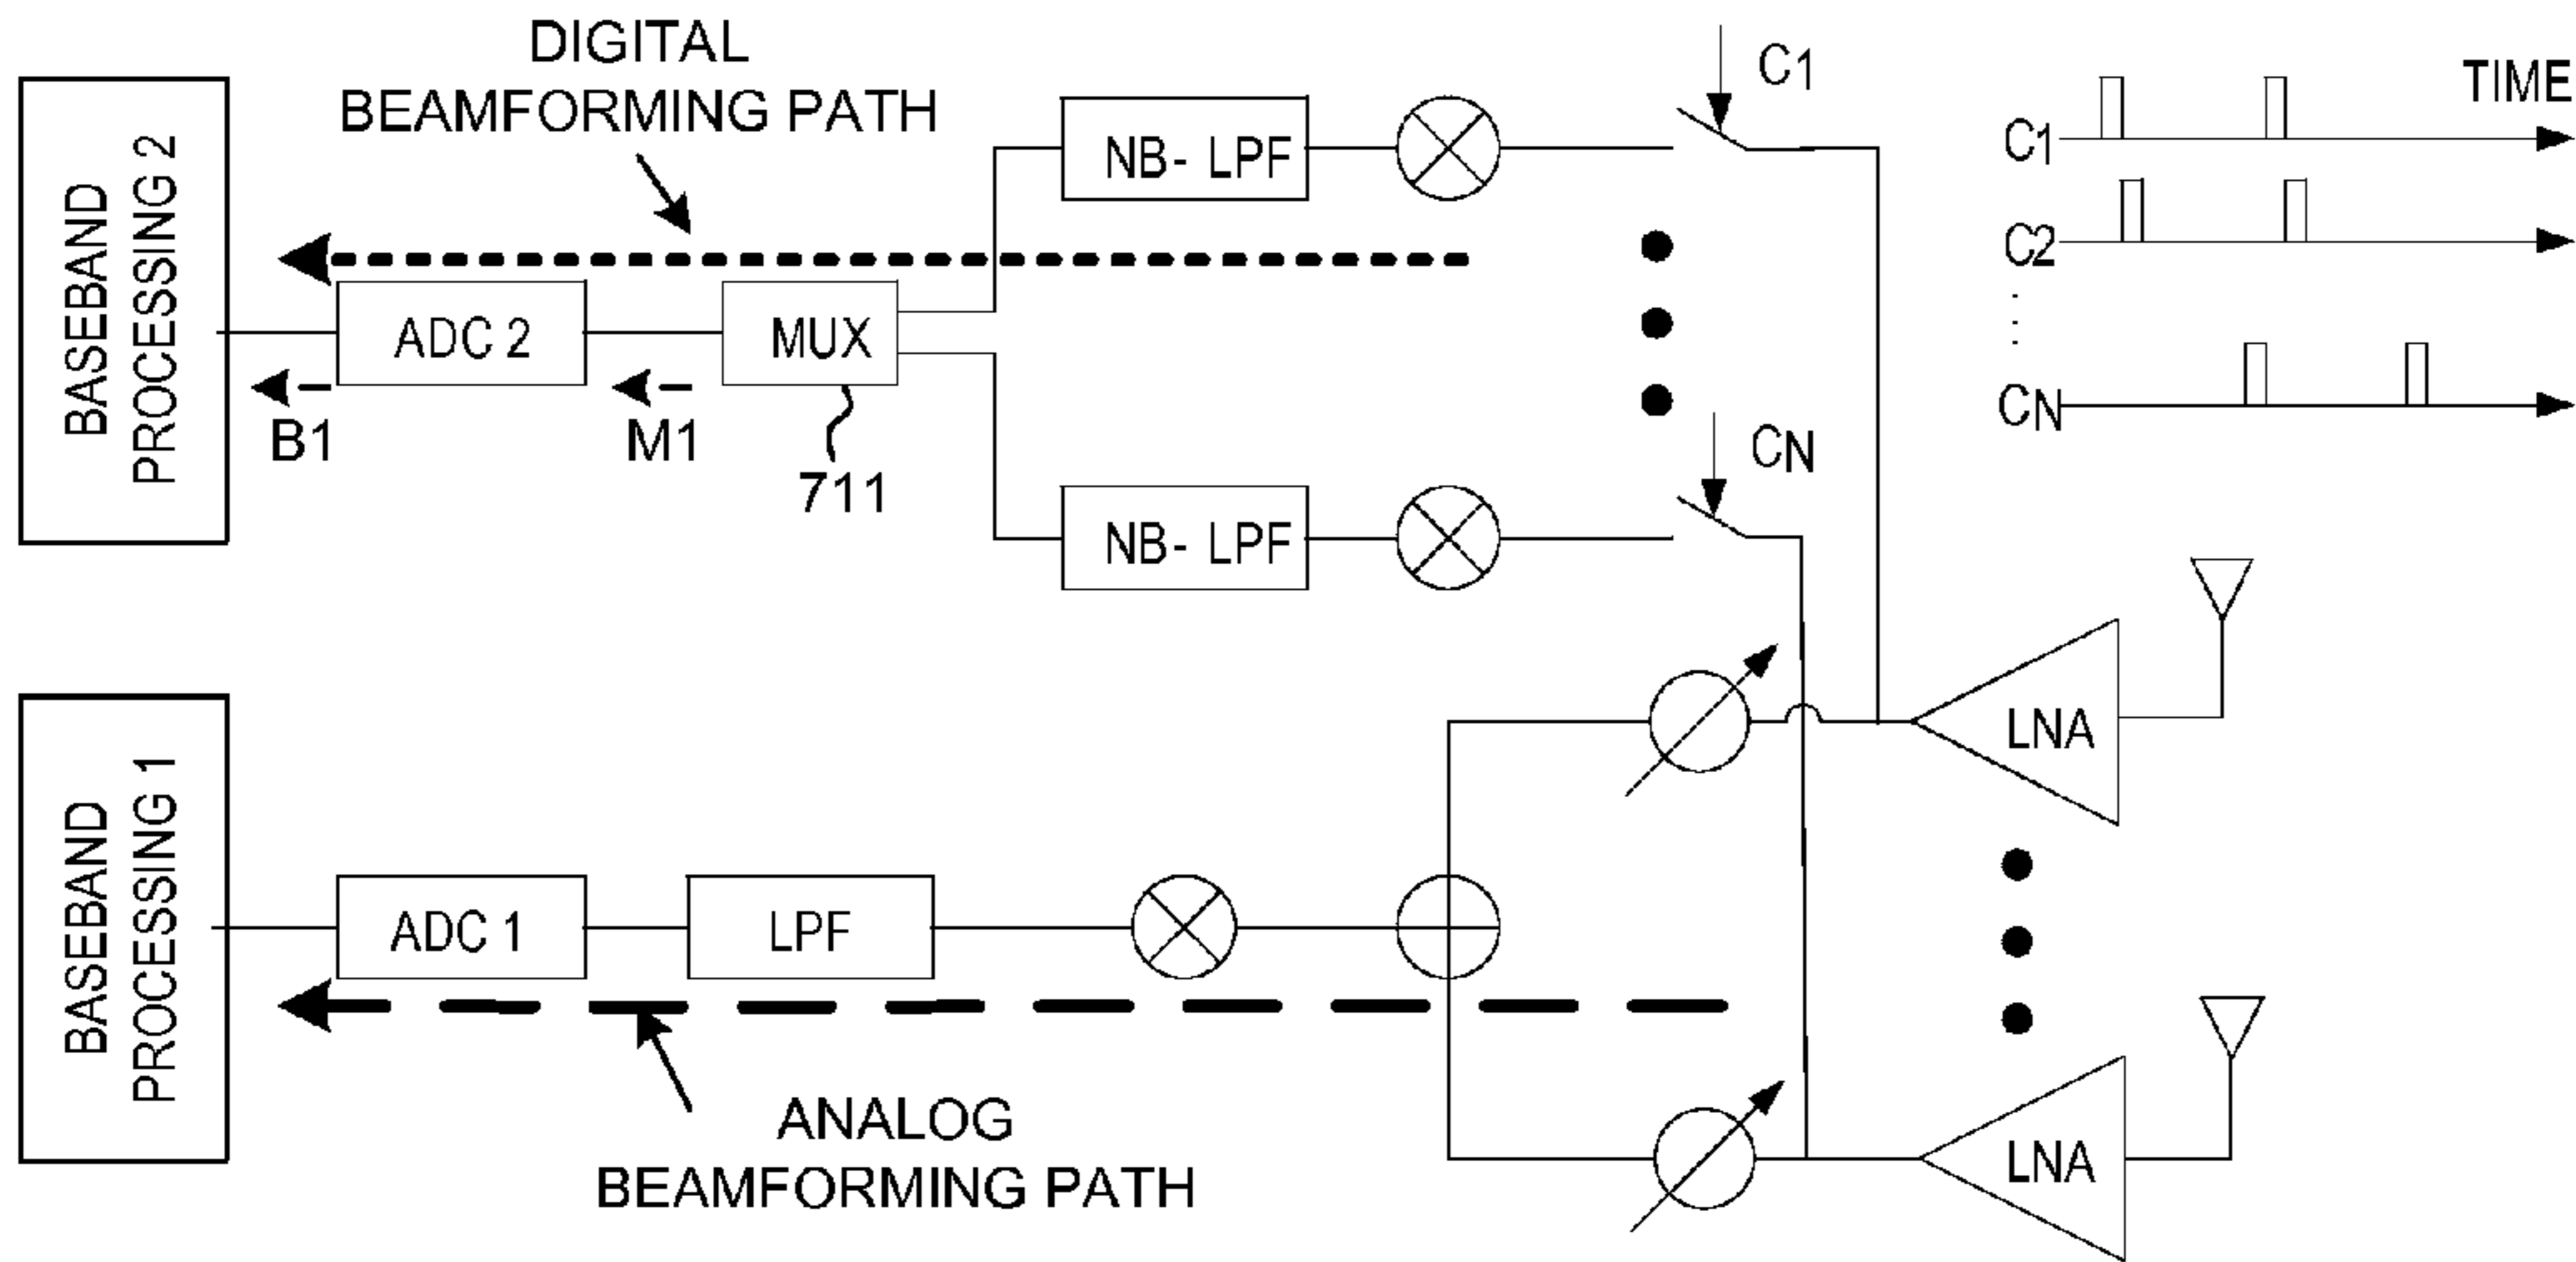 DIGITAL
BEAMFORMING PATH
BASEBAND
PROCESSING 2
ADC 2
MUX
NB- LPF
C1
B1
M1
711
NB- LPF
CN
TIME
C1
C2
CN
BASEBAND
PROCESSING 1
ADC 1
LPF
LNA
LNA
ANALOG
BEAMFORMING PATH